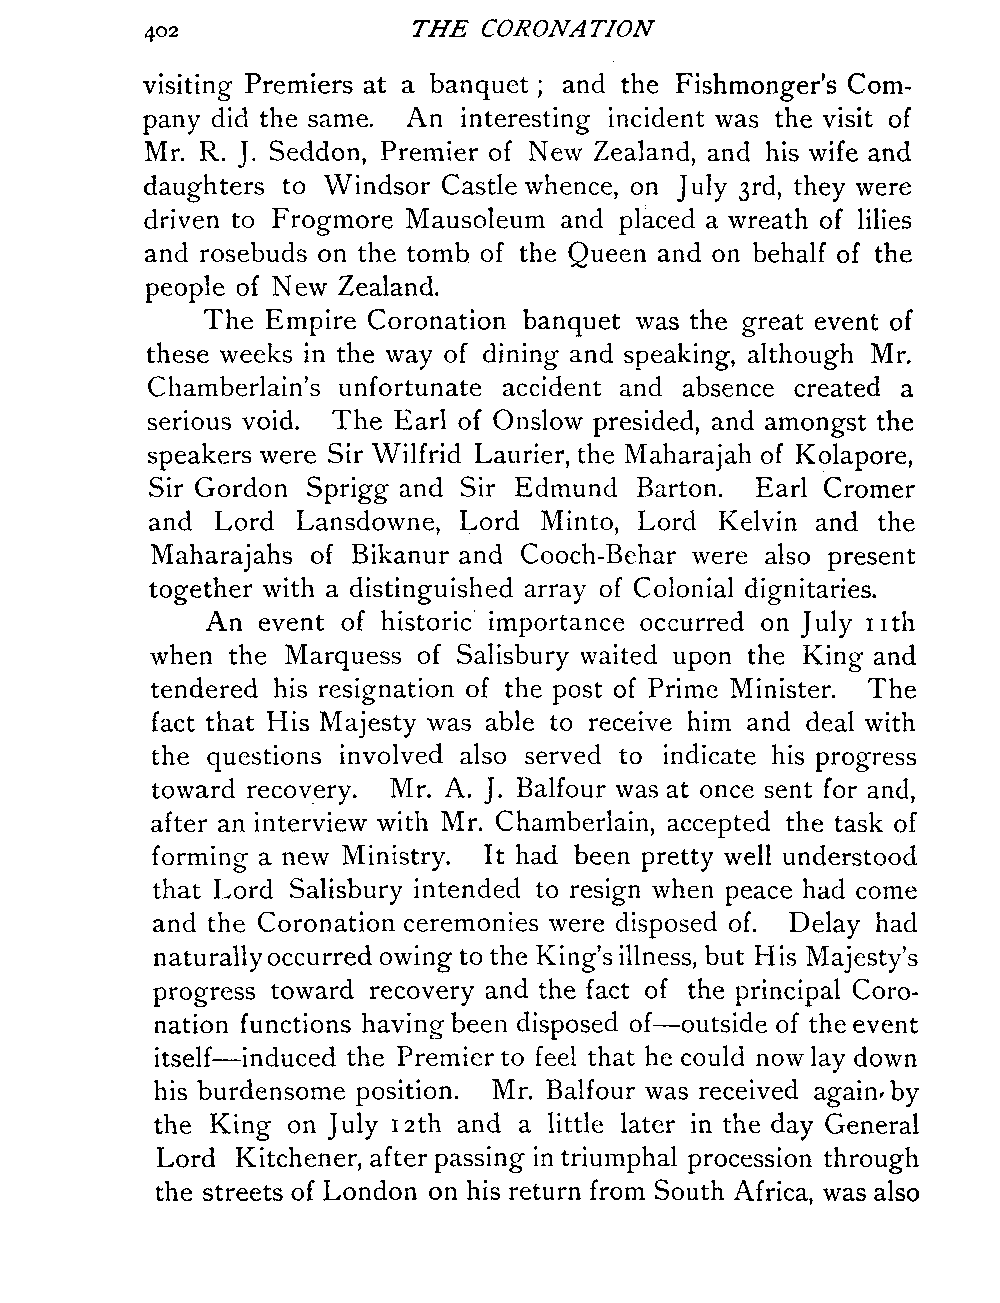 402 THE CORONATION
visiting Premiers at a banquet ; and the Fishmonger's Com-
pany did the same. An interesting incident was the visit of
Mr. R. J. Seddon, Premier of New Zealand, and his wife and
daughters to Windsor Castle whence, on July 3rd, they were
driven to Frogmore Mausoleum and placed a wreath of lilies
and rosebuds on the tomb of the Queen and on behalf of the
people of New Zealand.
The Empire Coronation banquet was the great event of
these weeks in the way of dining and speaking, although Mr.
Chamberlain's unfortunate accident and absence created a
serious void. The Earl of Onslow presided, and amongst the
speakers were Sir Wilfrid Laurier, the Maharajah of Kolapore,
Sir Gordon Sprigg and Sir Edmund Barton. Earl Cromer
and Lord Lansdowne, Lord Minto, Lord Kelvin and the
Maharajahs of Bikanur and Cooch-Behar were also present
together with a distinguished array of Colonial dignitaries.
An event of historic importance occurred on July 11th
when the Marquess of Salisbury waited upon the King and
tendered his resignation of the post of Prime Minister. The
fact that His Majesty was able to receive him and deal with
the questions involved also served to indicate his progress
toward recovery. Mr. A. J. Balfour was at once sent for and,
after an interview with Mr. Chamberlain, accepted the task of
forming a new Ministry. It had been pretty well understood
that Lord Salisbury intended to resign when peace had come
and the Coronation ceremonies were disposed of. Delay had
naturally occurred owing to the King's illness, but His Majesty's
progress toward recovery and the fact of the principal Coro-
nation functions having been disposed of—outside of the event
itself—induced the Premier to feel that he could now lay down
his burdensome position. Mr. Balfour was received again by
the King on July 12th and a little later in the day General
Lord Kitchener, after passing in triumphal procession through
the streets of London on his return from South Africa, was also